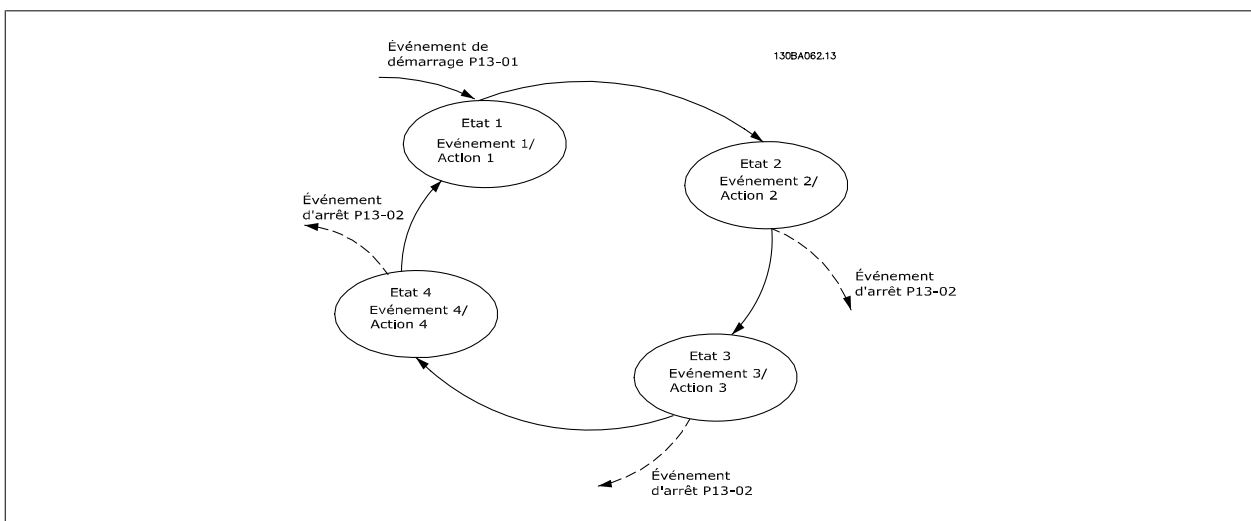 Événement de
démarrage P13-01
130BA062.13
Etat 1
Evénement 1/
Action 1
Etat 2
Evénement 2/
Action 2
Événement
d'arrêt P13-02
Etat 4
Evénement 4/
Action 4
Événement
d'arrêt P13-02
Etat 3
Evénement 3/
Action 3
Événement
d'arrêt P13-02